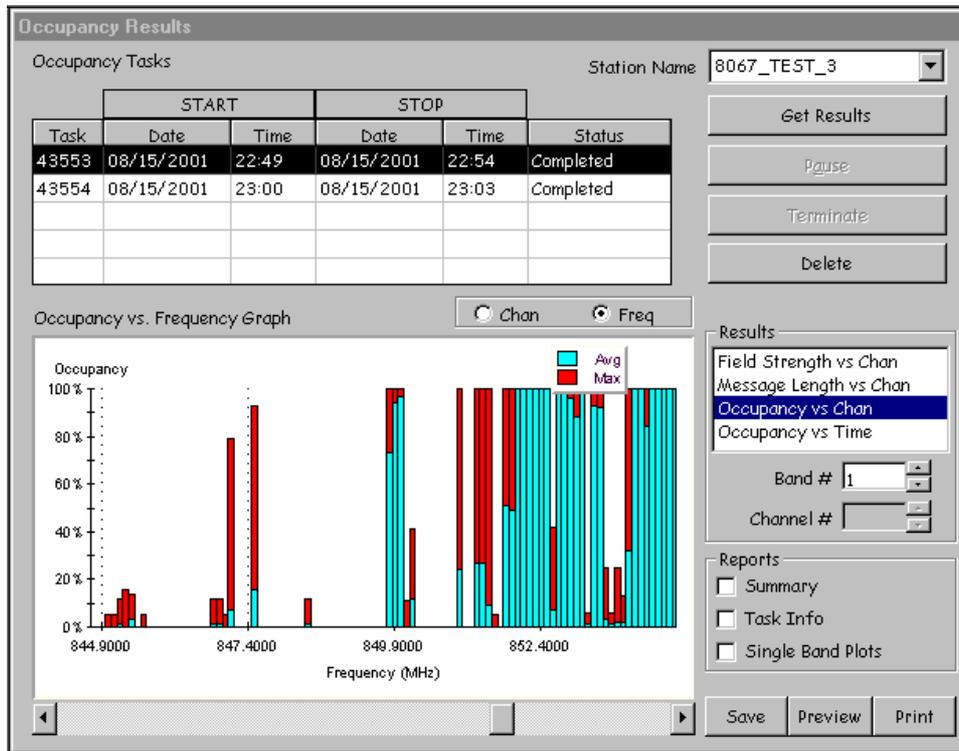 Occupancy Results
Occupancy Tasks
Station Name 8067_TEST_3
START STOP
Task Date Time Date Time Status
43553 08/15/2001 22:49 08/15/2001 22:54 Completed
43554 08/15/2001 23:00 08/15/2001 23:03 Completed
Get Results
Pause
Terminate
Delete
Occupancy vs. Frequency Graph
Chan Freq
Occupancy
Avg
Max
100%
80%
60%
40%
20%
0%
844.9000 847.4000 849.9000 852.4000
Frequency (MHz)
Results
Field Strength vs Chan
Message Length vs Chan
Occupancy vs Chan
Occupancy vs Time
Band # 1
Channel #
Reports
Summary
Task Info
Single Band Plots
Save Preview Print